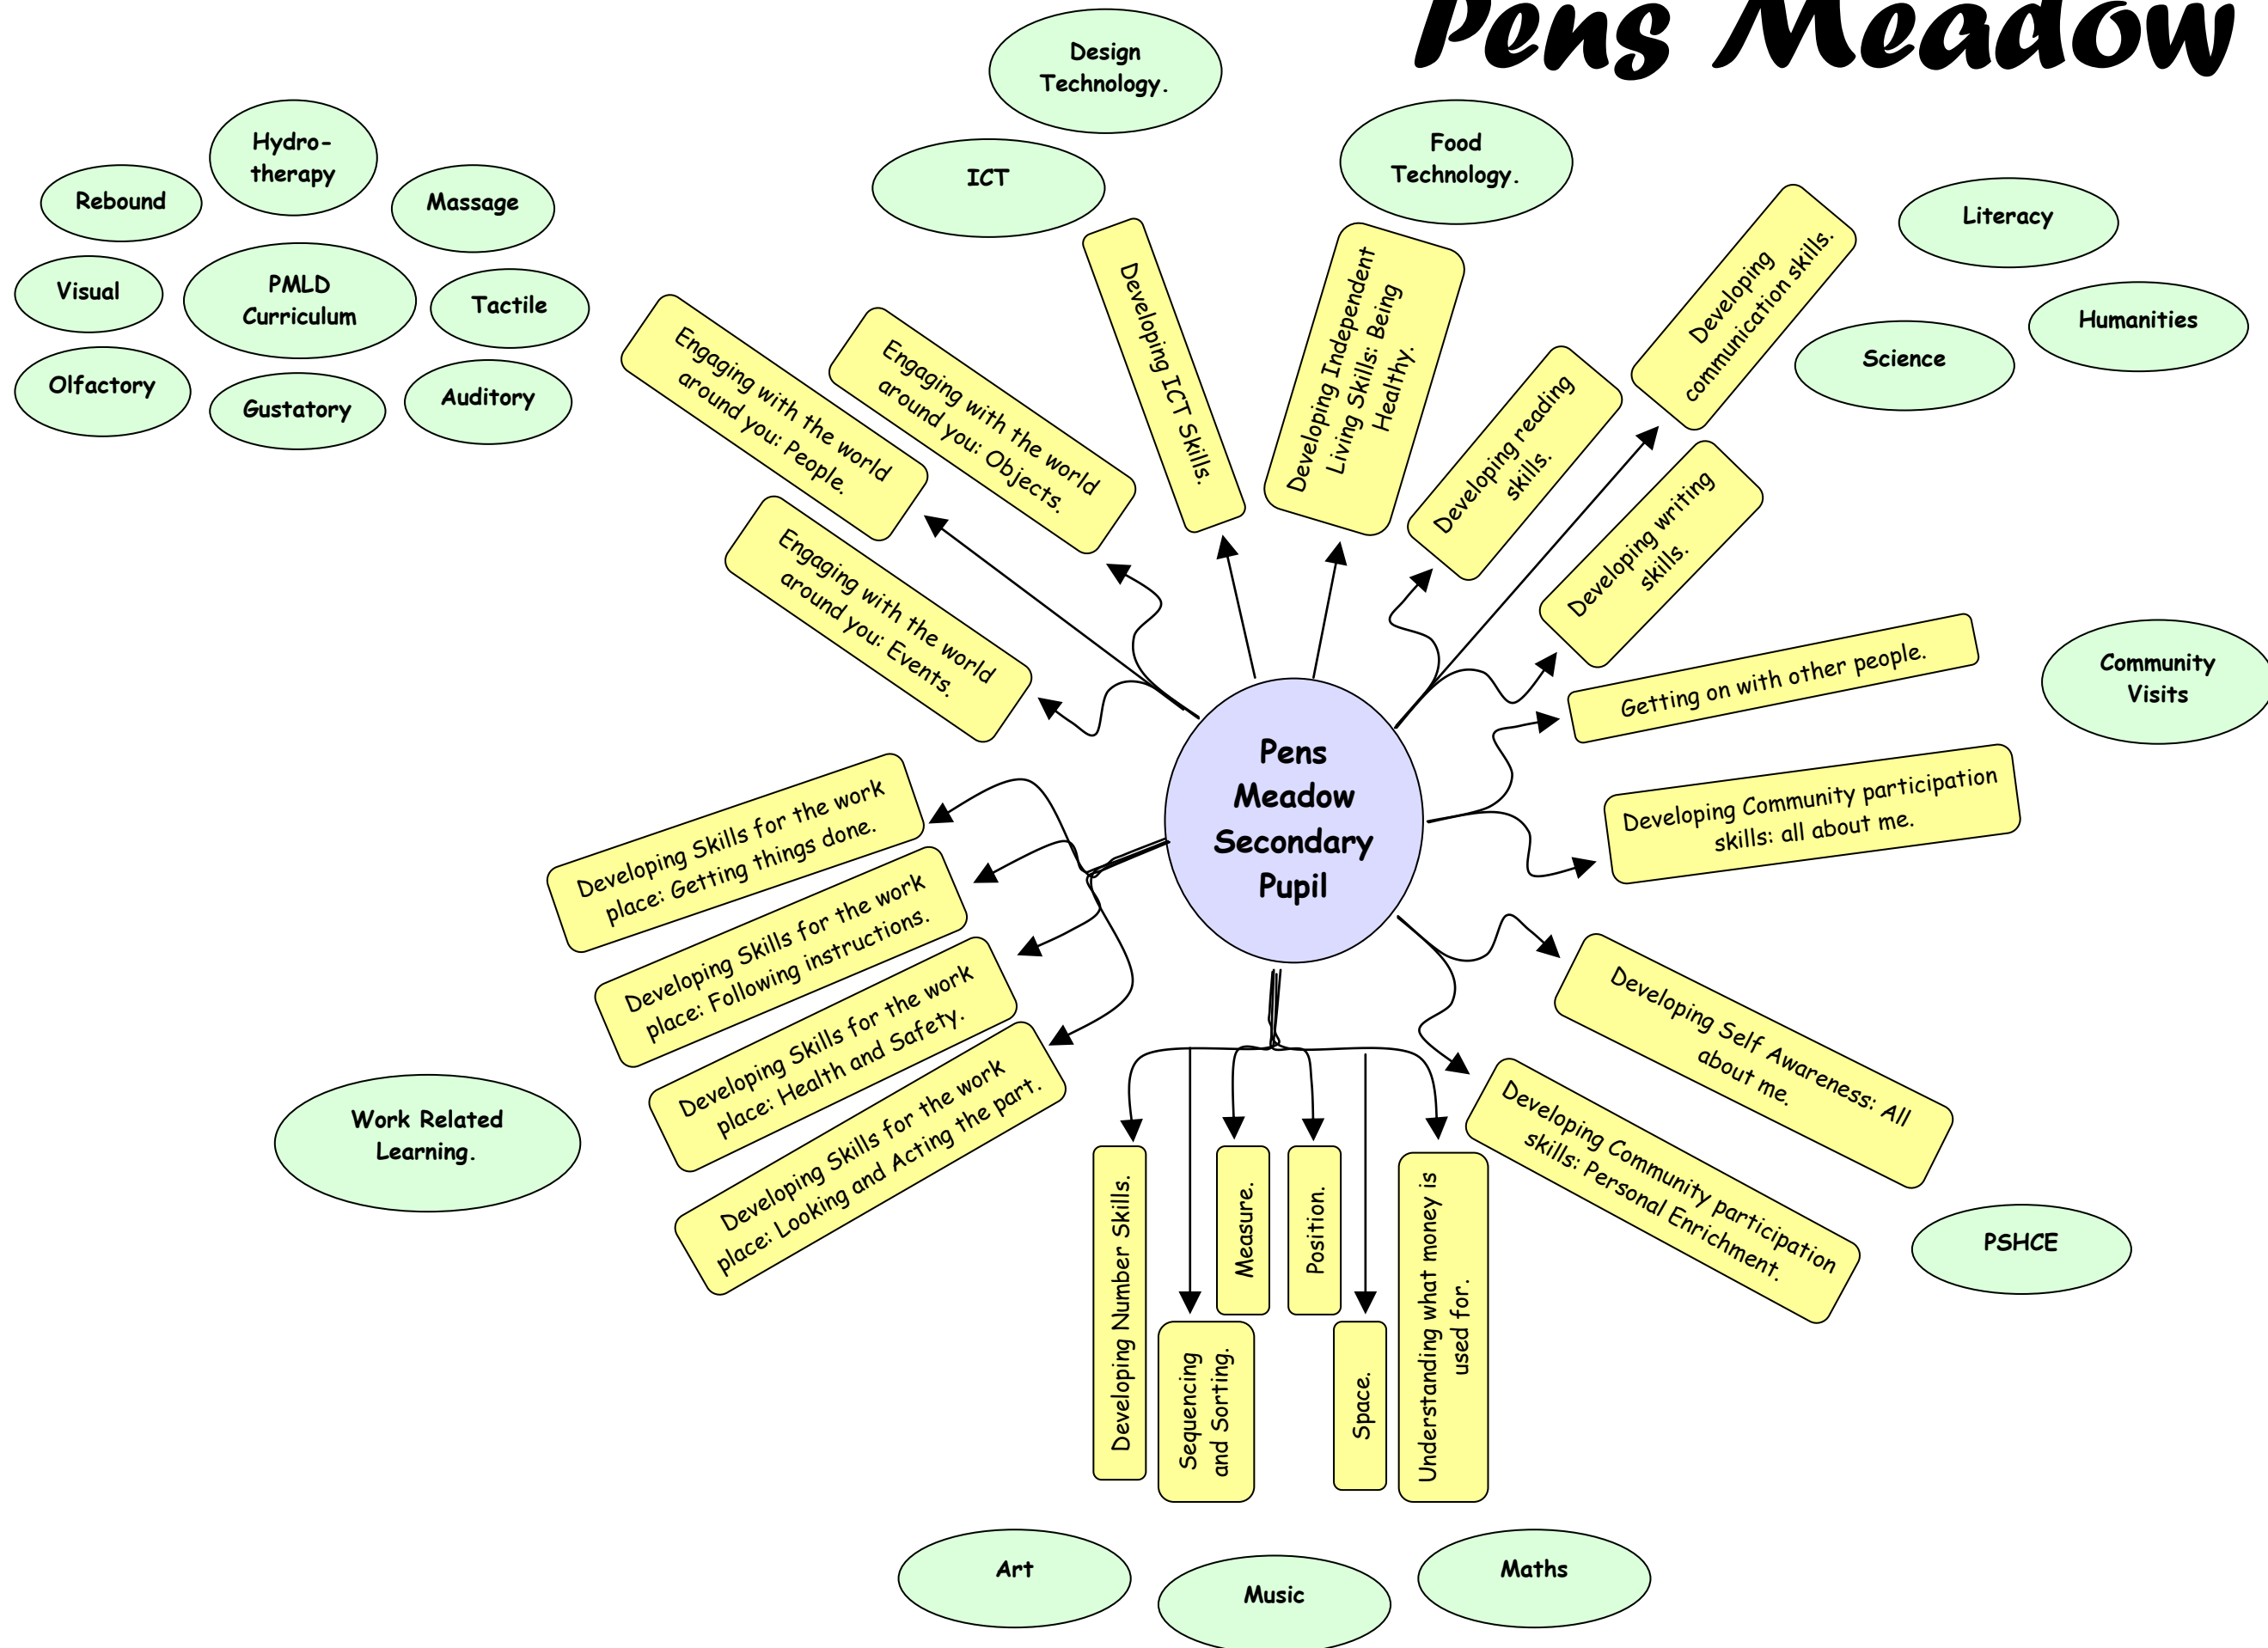 Pens Meadow
Design
Technology.
ICT
Food
Technology.
Hydro-
therapy
Rebound
Massage
Visual
PMLD
Curriculum
Tactile
Olfactory
Gustatory
Auditory
Literacy
Humanities
Science
Engaging with the world
around you: People.
Engaging with the world
around you: Objects.
Engaging with the world
around you: Events.
Developing ICT Skills.
Developing Independent
Living Skills: Being
Healthy.
Developing reading
skills.
Developing
communication skills.
Developing writing
skills.
Getting on with other people.
Community
Visits
Developing Community participation
skills: all about me.
Pens
Meadow
Secondary
Pupil
Developing Skills for the work
place: Getting things done.
Developing Skills for the work
place: Following instructions.
Developing Skills for the work
place: Health and Safety.
Developing Skills for the work
place: Looking and Acting the part.
Work Related
Learning.
Developing Self Awareness: All
about me.
Developing Community participation
skills: Personal Enrichment.
PSHCE
Developing Number Skills.
Sequencing
and Sorting.
Measure.
Position.
Space.
Understanding what money is
used for.
Art
Music
Maths